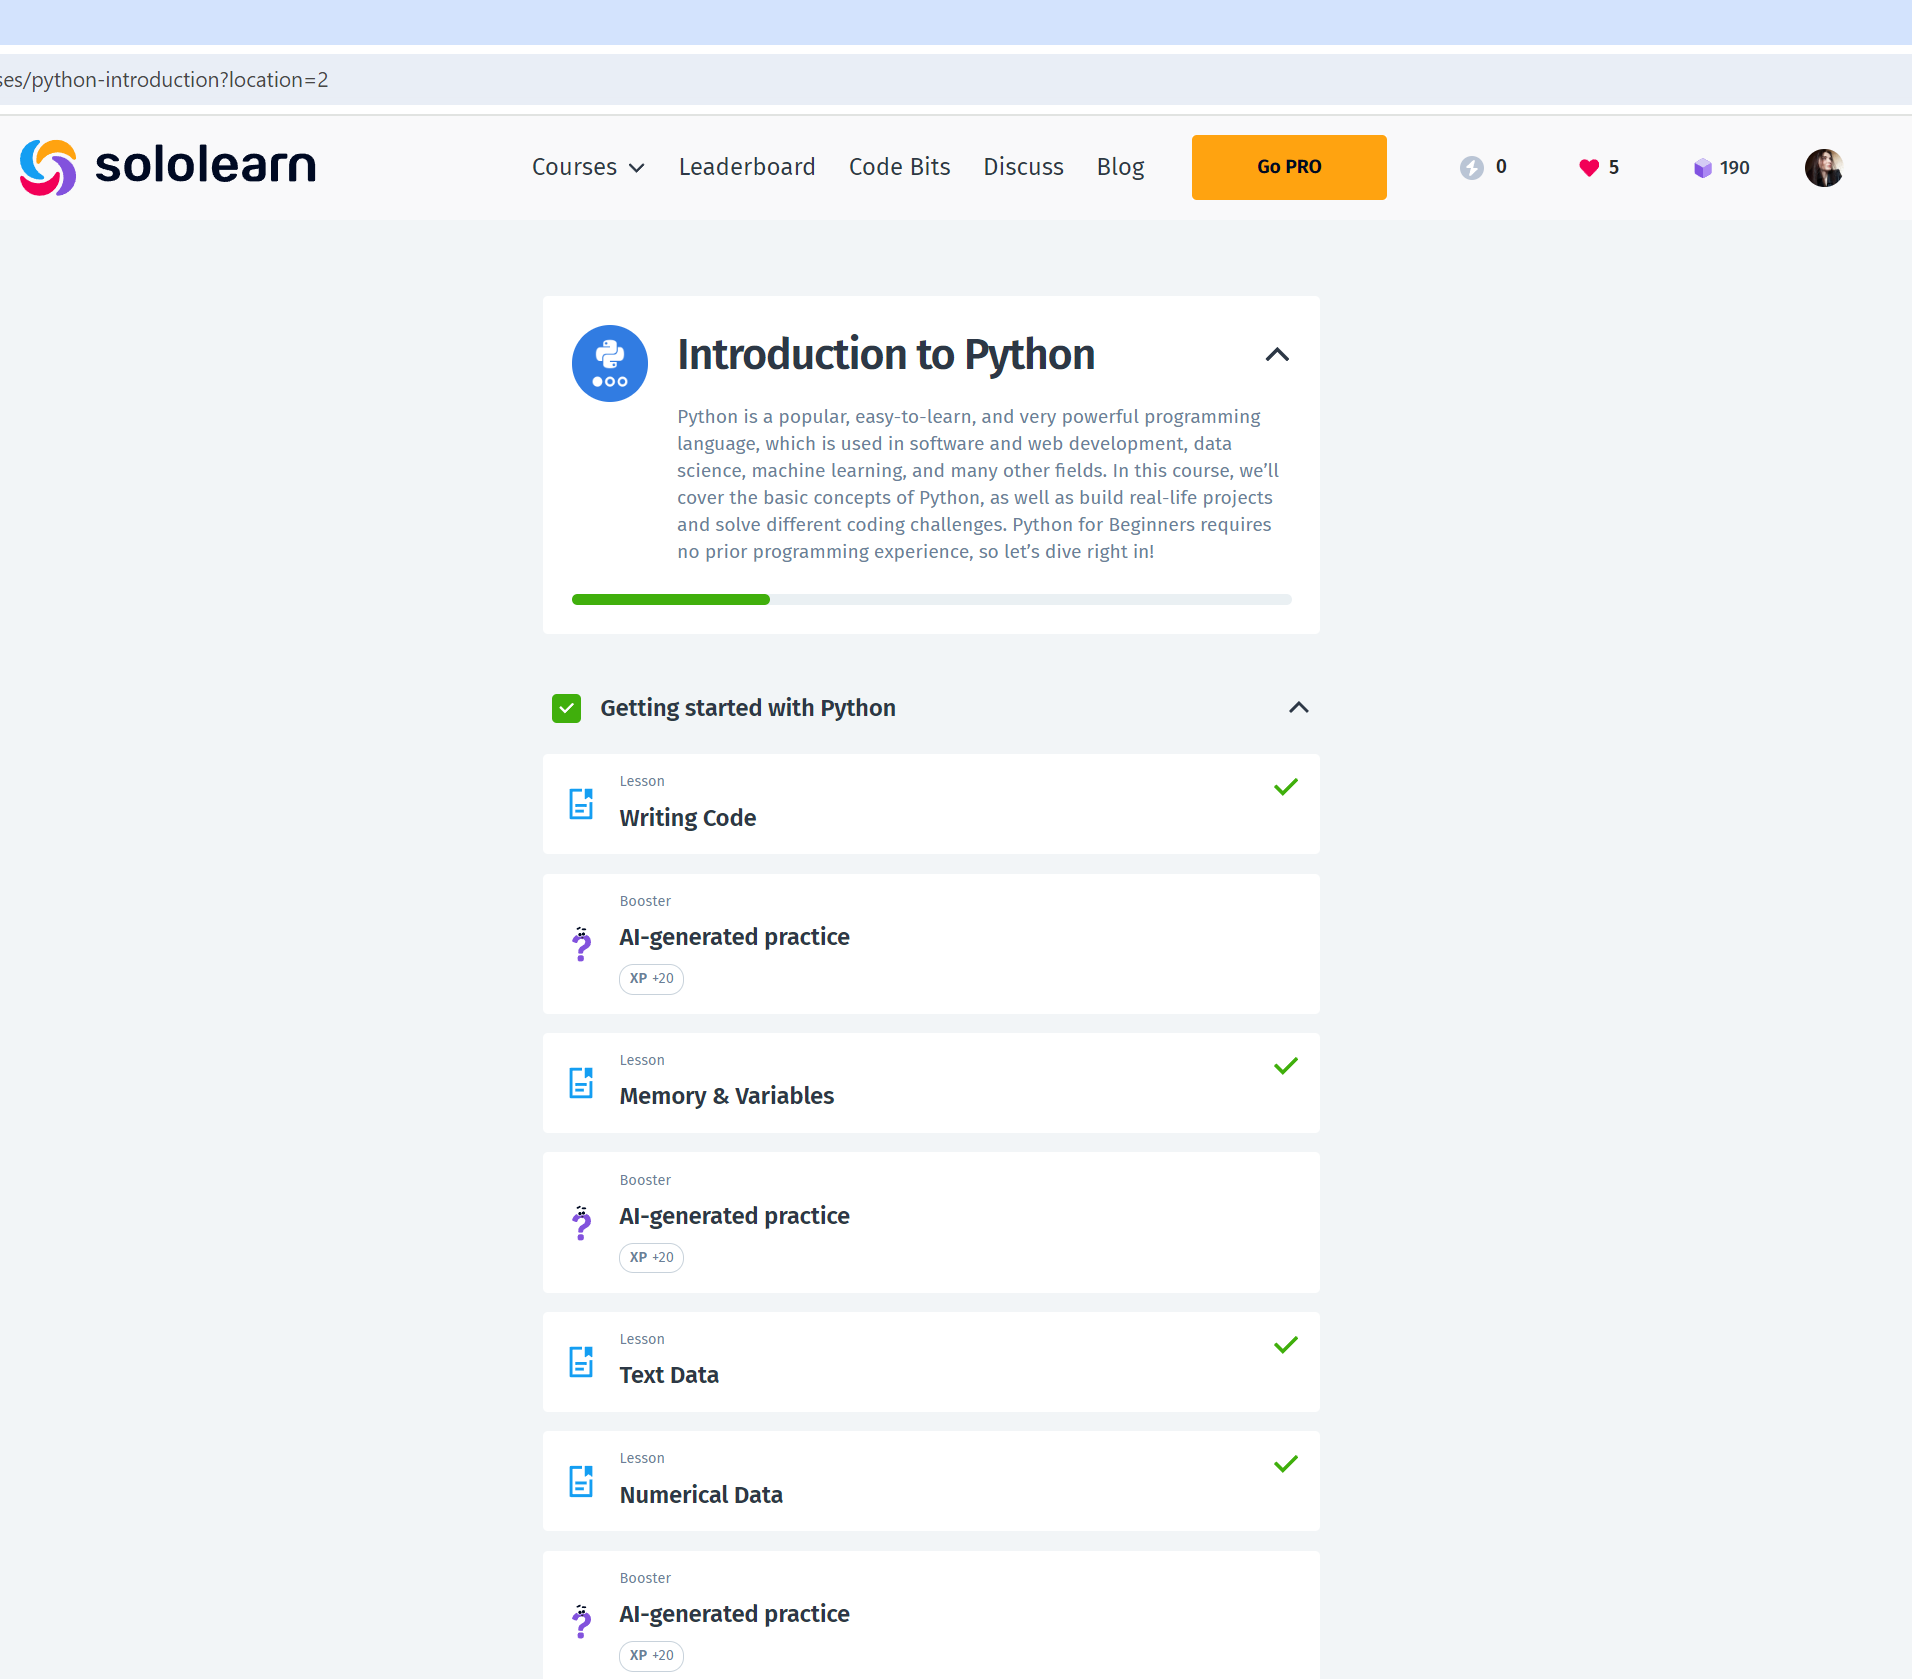 ses/python-introduction?location=2
sololearn
Courses Leaderboard Code Bits Discuss Blog Go PRO 0 5 190
Introduction to Python
Python is a popular, easy-to-learn, and very powerful programming
language, which is used in software and web development, data
science, machine learning, and many other fields. In this course, we’ll
cover the basic concepts of Python, as well as build real-life projects
and solve different coding challenges. Python for Beginners requires
no prior programming experience, so let’s dive right in!
Getting started with Python
Lesson
Writing Code
Booster
AI-generated practice
XP +20
Lesson
Memory & Variables
Booster
AI-generated practice
XP +20
Lesson
Text Data
Lesson
Numerical Data
Booster
AI-generated practice
XP +20